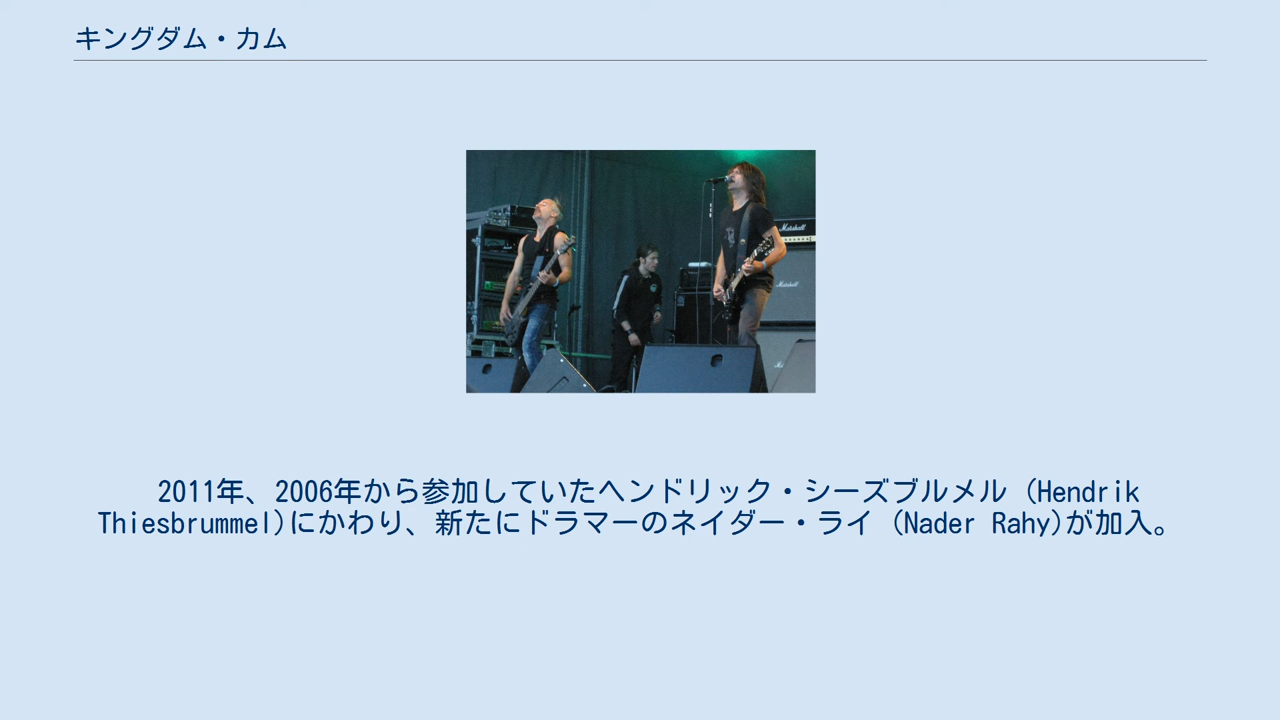 キングダム・カム
Marshall
Marshall
2011年、2006年から参加していたヘンドリック・シーズブルメル (Hendrik
Thiesbrummel)にかわり、新たにドラマーのネイダー・ライ (Nader Rahy)が加入。